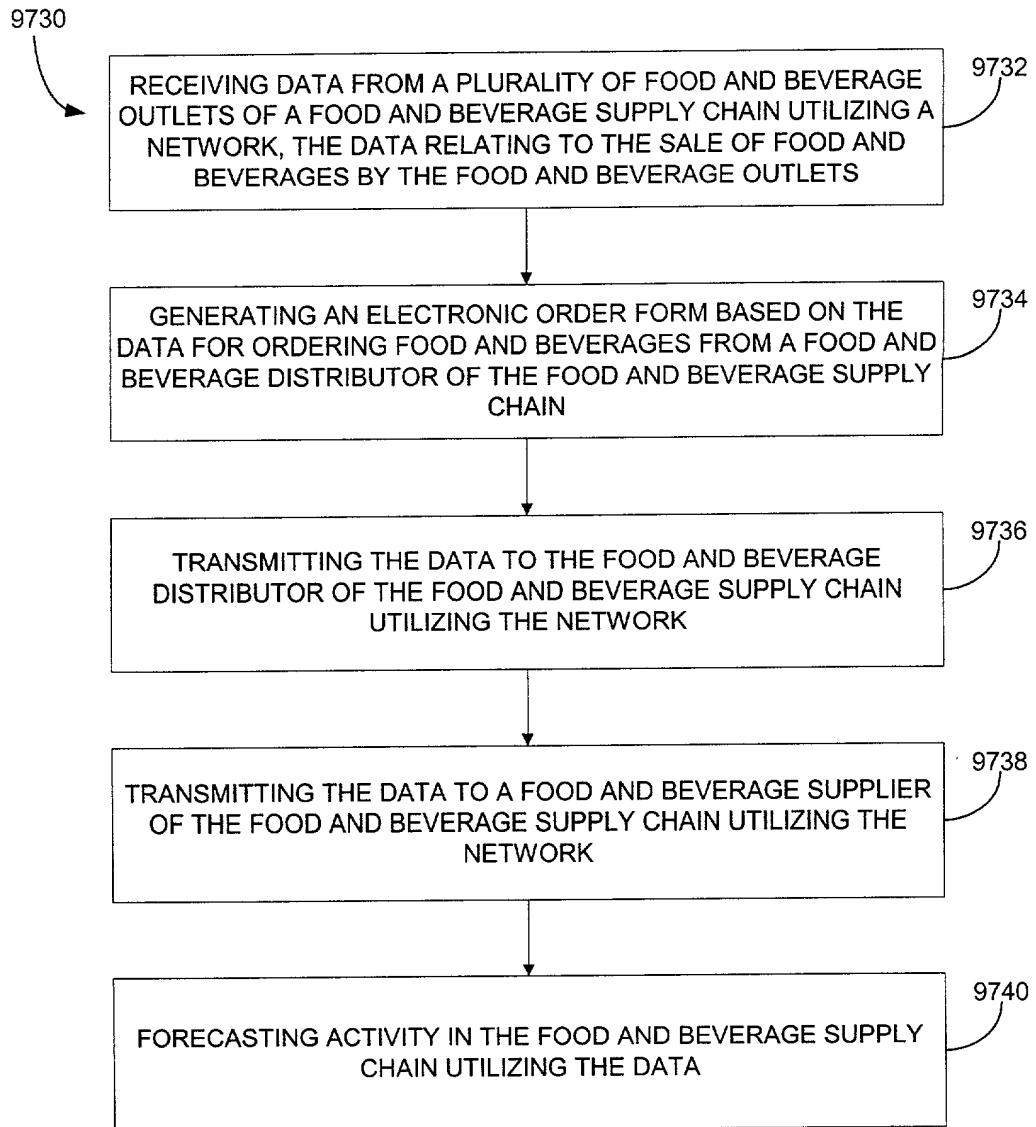 9730
RECEIVING DATA FROM A PLURALITY OF FOOD AND BEVERAGE
OUTLETS OF A FOOD AND BEVERAGE SUPPLY CHAIN UTILIZING A
NETWORK, THE DATA RELATING TO THE SALE OF FOOD AND
BEVERAGES BY THE FOOD AND BEVERAGE OUTLETS
9732
GENERATING AN ELECTRONIC ORDER FORM BASED ON THE
DATA FOR ORDERING FOOD AND BEVERAGES FROM A FOOD AND
BEVERAGE DISTRIBUTOR OF THE FOOD AND BEVERAGE SUPPLY
CHAIN
9734
TRANSMITTING THE DATA TO THE FOOD AND BEVERAGE
DISTRIBUTOR OF THE FOOD AND BEVERAGE SUPPLY CHAIN
UTILIZING THE NETWORK
9736
TRANSMITTING THE DATA TO A FOOD AND BEVERAGE SUPPLIER
OF THE FOOD AND BEVERAGE SUPPLY CHAIN UTILIZING THE
NETWORK
9738
FORECASTING ACTIVITY IN THE FOOD AND BEVERAGE SUPPLY
CHAIN UTILIZING THE DATA
9740